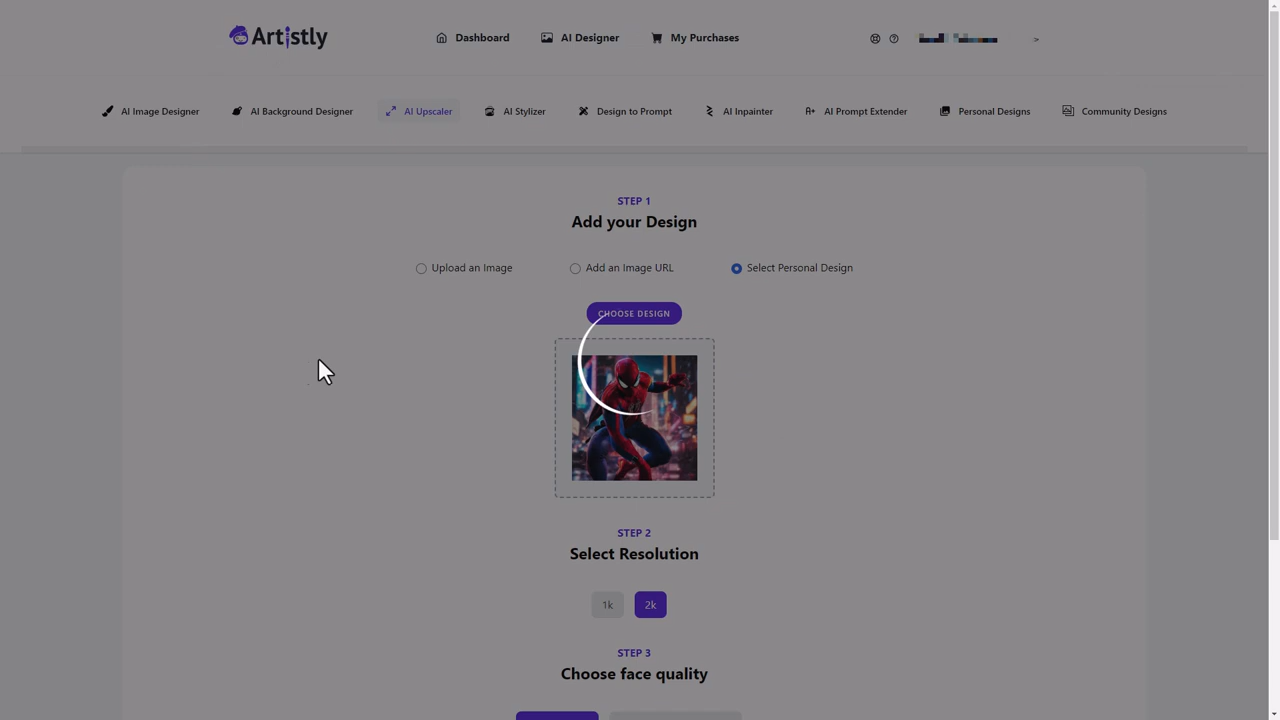 Artistly
Dashboard
AI Designer
My Purchases
>
AI Image Designer
AI Background Designer
AI Upscaler
AI Stylizer
Design to Prompt
AI Inpainter
AI Prompt Extender
Personal Designs
Community Designs
STEP 1
Add your Design
Upload an Image
Add an Image URL
Select Personal Design
CHOOSE DESIGN
STEP 2
Select Resolution
1k
2k
STEP 3
Choose face quality